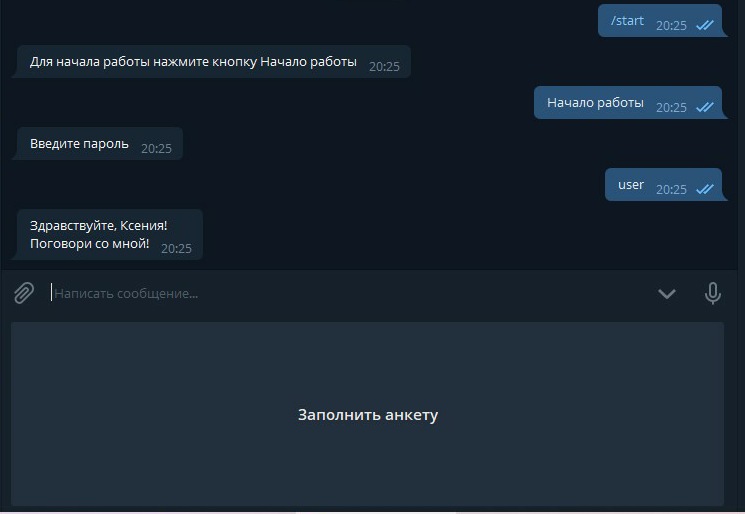 /start 20:25
Для начала работы нажмите кнопку Начало работы 20:25
Начало работы 20:25
Введите пароль 20:25
user 20:25
Здравствуйте, Ксения!
Поговори со мной! 20:25
Написать сообщение...
Заполнить анкету